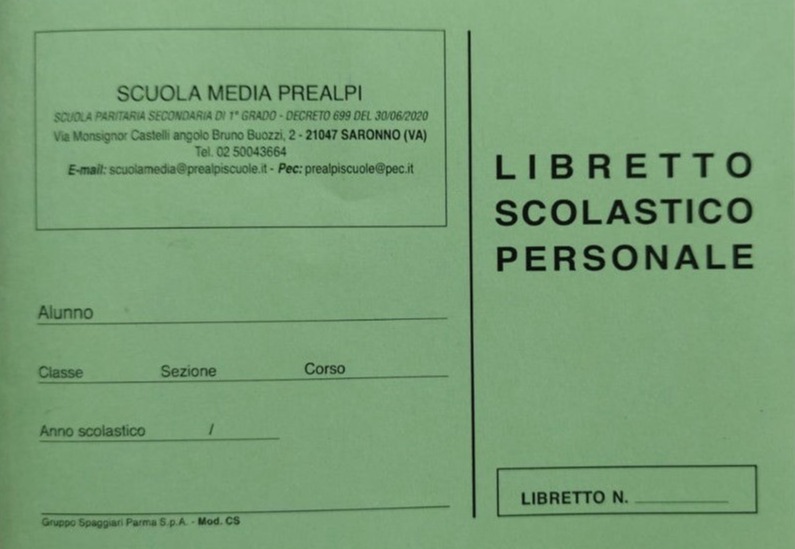 SCUOLA MEDIA PREALPI
SCUOLA PARITARIA SECONDARIA DI 1° GRADO - DECRETO 699 DEL 30/06/2020
Via Monsignor Castelli angolo Bruno Buozzi, 2 - 21047 SARONNO (VA)
Tel. 02 50043664
E-mail: scuolamedia@prealpiscuole.it - Pec: prealpiscuole@pec.it
Alunno
Classe Sezione Corso
Anno scolastico /
Gruppo Spaggiari Parma S.p.A. - Mod. CS
LIBRETTO
SCOLASTICO
PERSONALE
LIBRETTO N.